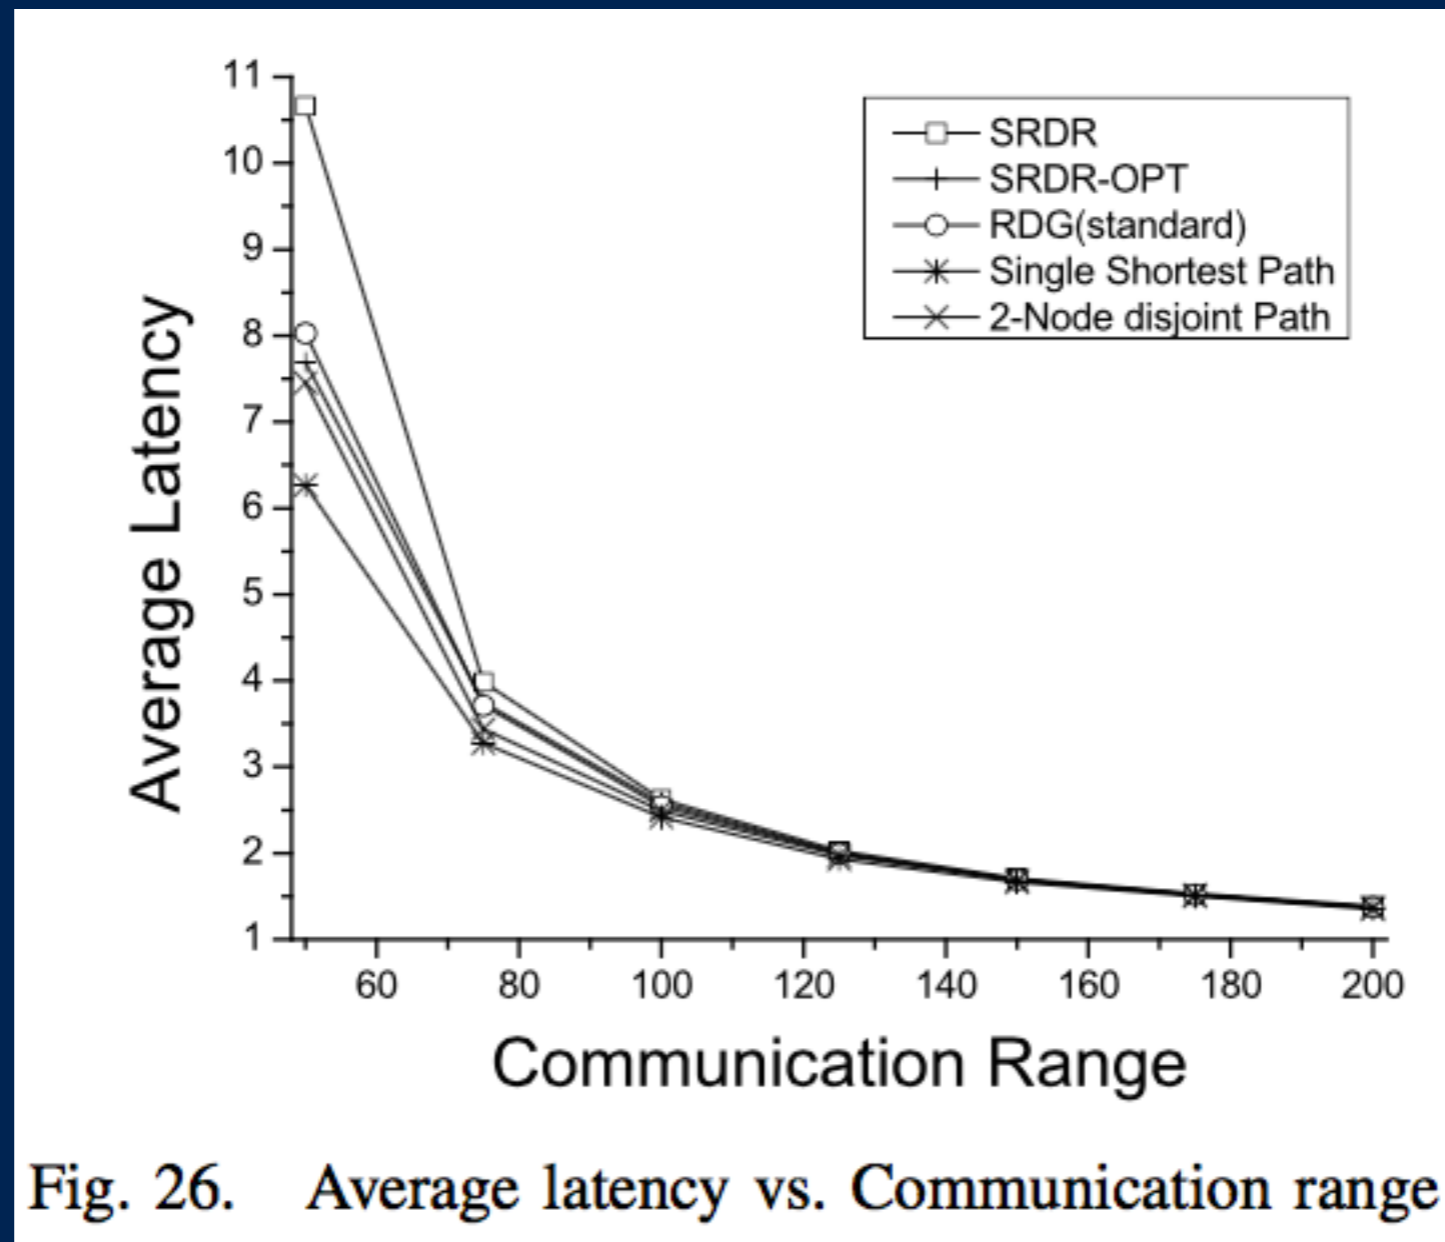 11
10
9
8
7
6
5
4
3
2
1
Average Latency
SRDR
SRDR-OPT
RDG(standard)
Single Shortest Path
2-Node disjoint Path
60 80 100 120 140 160 180 200
Communication Range
Fig. 26. Average latency vs. Communication range